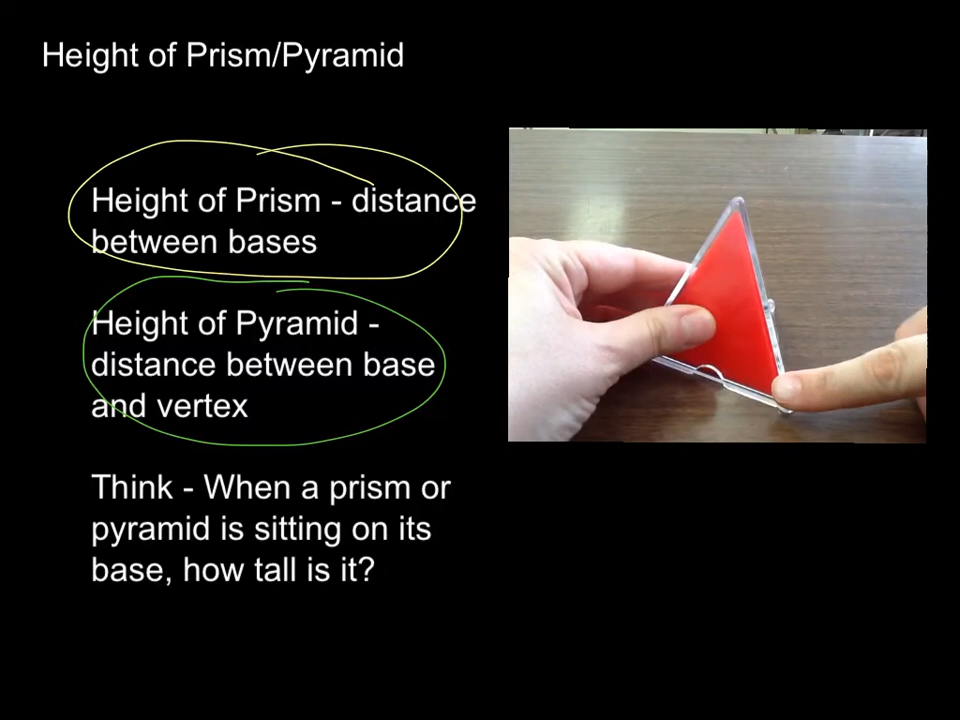 Height of Prism/Pyramid
Height of Prism - distance
between bases
Height of Pyramid -
distance between base
and vertex
Think - When a prism or
pyramid is sitting on its
base, how tall is it?